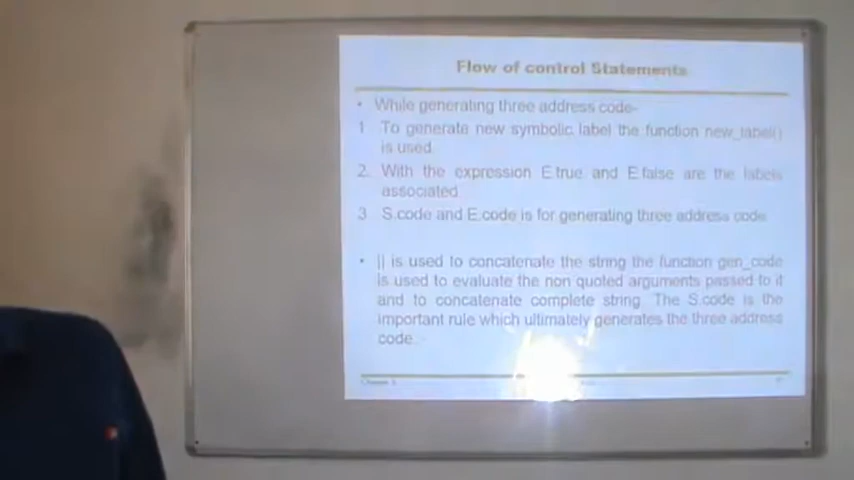 Flow of control Statements
• While generating three address code-
1 To generate new symbolic label the function new_label()
is used
2. With the expression E.true and E.false are the labels
associated.
3 S.code and E.code is for generating three address code
• || is used to concatenate the string the function gen_code
is used to evaluate the non quoted arguments passed to it
and to concatenate complete string. The S.code is the
important rule which ultimately generates the three address
code.